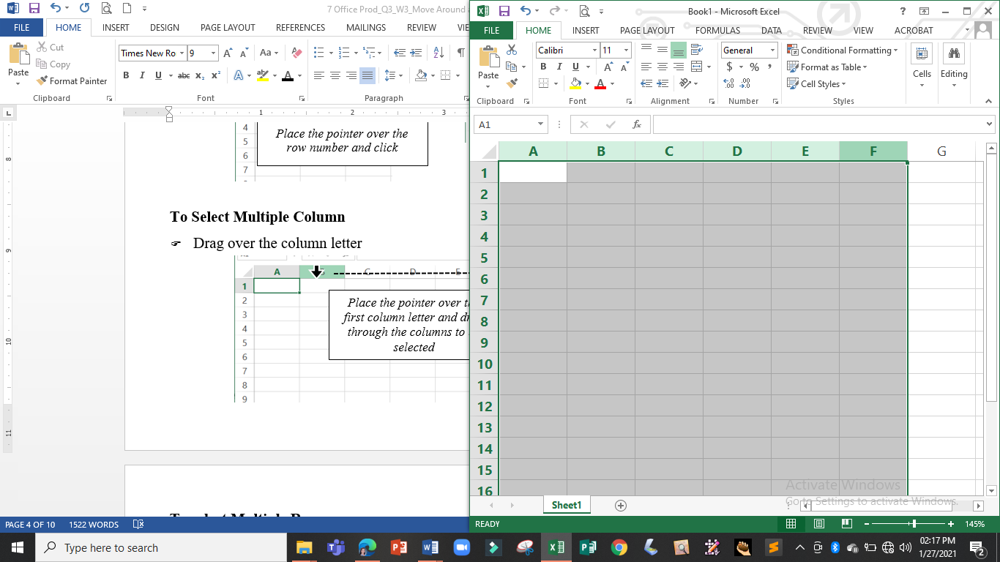 7 Office Prod_Q3_W3_Move Around
FILE HOME INSERT DESIGN PAGE LAYOUT REFERENCES MAILINGS REVIEW VI
Paste
Cut
Copy
Format Painter
Times New Ro 9
Clipboard Font Paragraph
1 2 3
8
9
10
11
4
5
6
7
Place the pointer over the
row number and click
To Select Multiple Column
Drag over the column letter
A C D E
1
2
3
4
5
6
7
8
9
Place the pointer over
first column letter and
through the columns to
selected
PAGE 4 OF 10 1522 WORDS
Book1 - Microsoft Excel
FILE HOME INSERT PAGE LAYOUT FORMULAS DATA REVIEW VIEW ACROBAT
Paste
Calibri 11
General
Conditional Formatting
Format as Table
Cell Styles
Cells
Editing
Clipboard Font Alignment Number Styles
A1 fx
A B C D E F G
1
2
3
4
5
6
7
8
9
10
11
12
13
14
15
16
Activate Windows
Go to Settings to activate Windows.
Sheet1
READY 145%
Type here to search
02:17 PM
1/27/2021
2